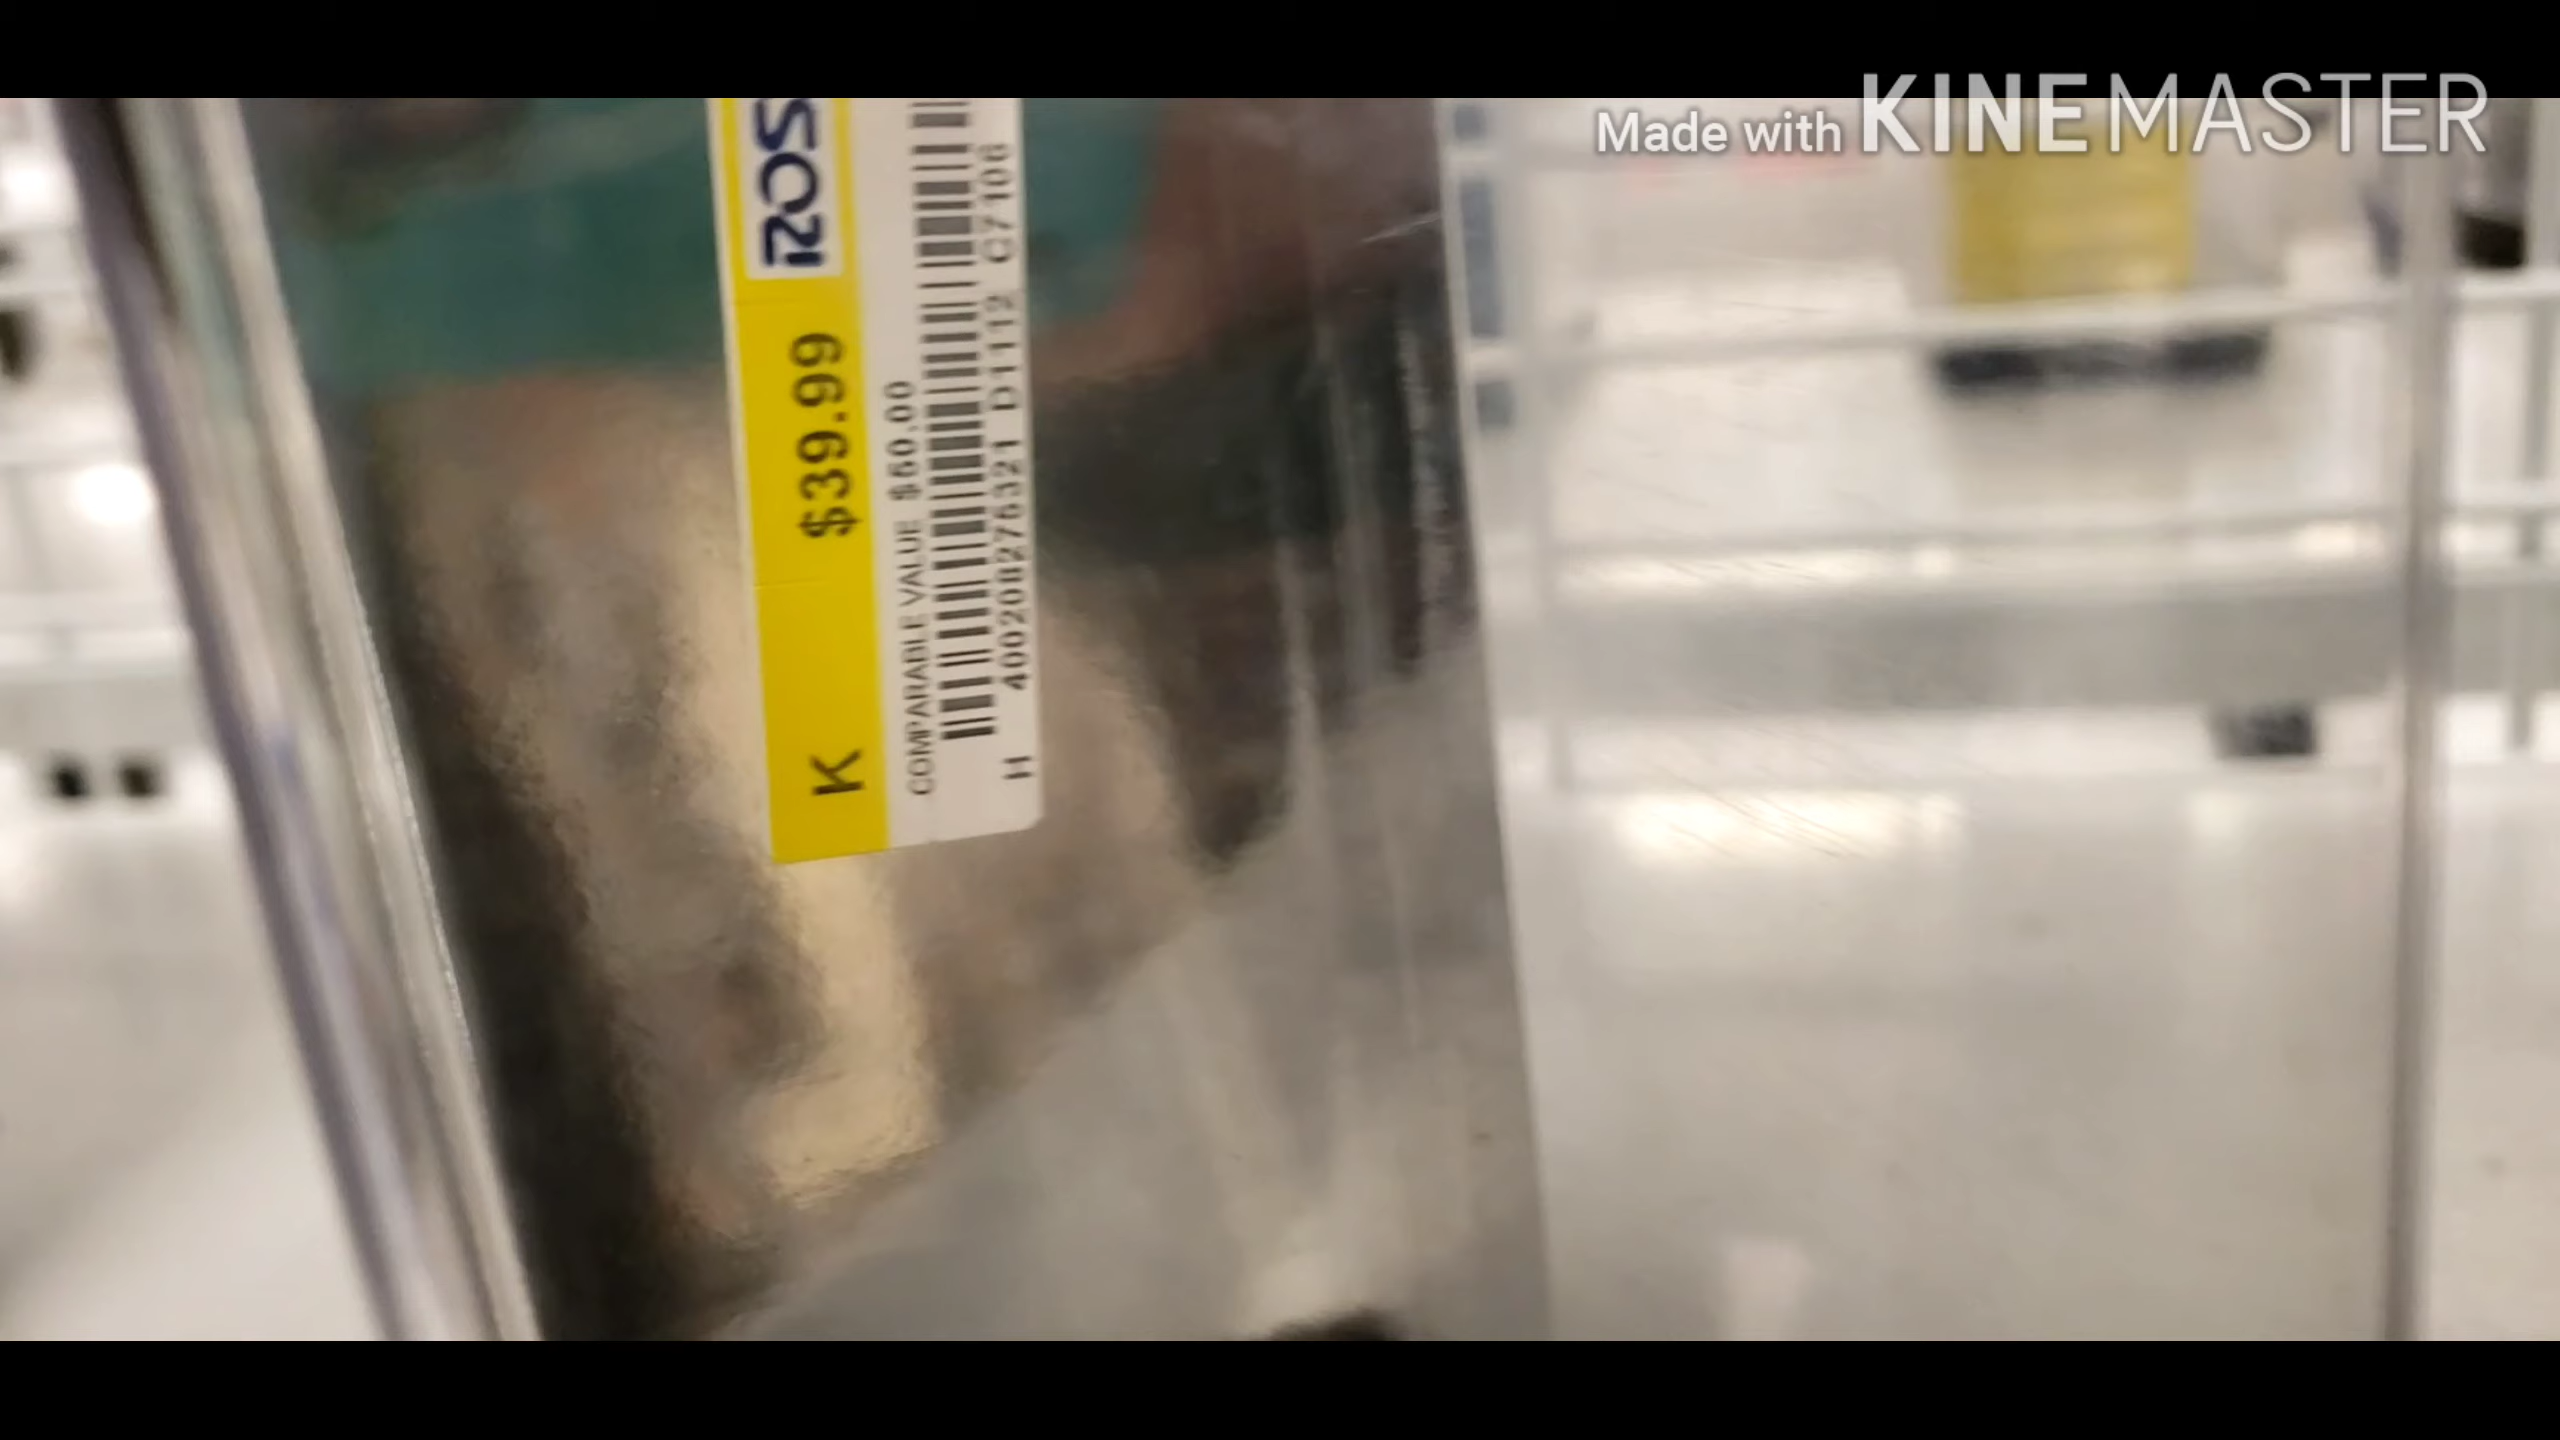 Made with KINEMASTER
ROSS
K $39.99
COMPARABLE VALUE $60.00
H 400208276321 D1112 C7106